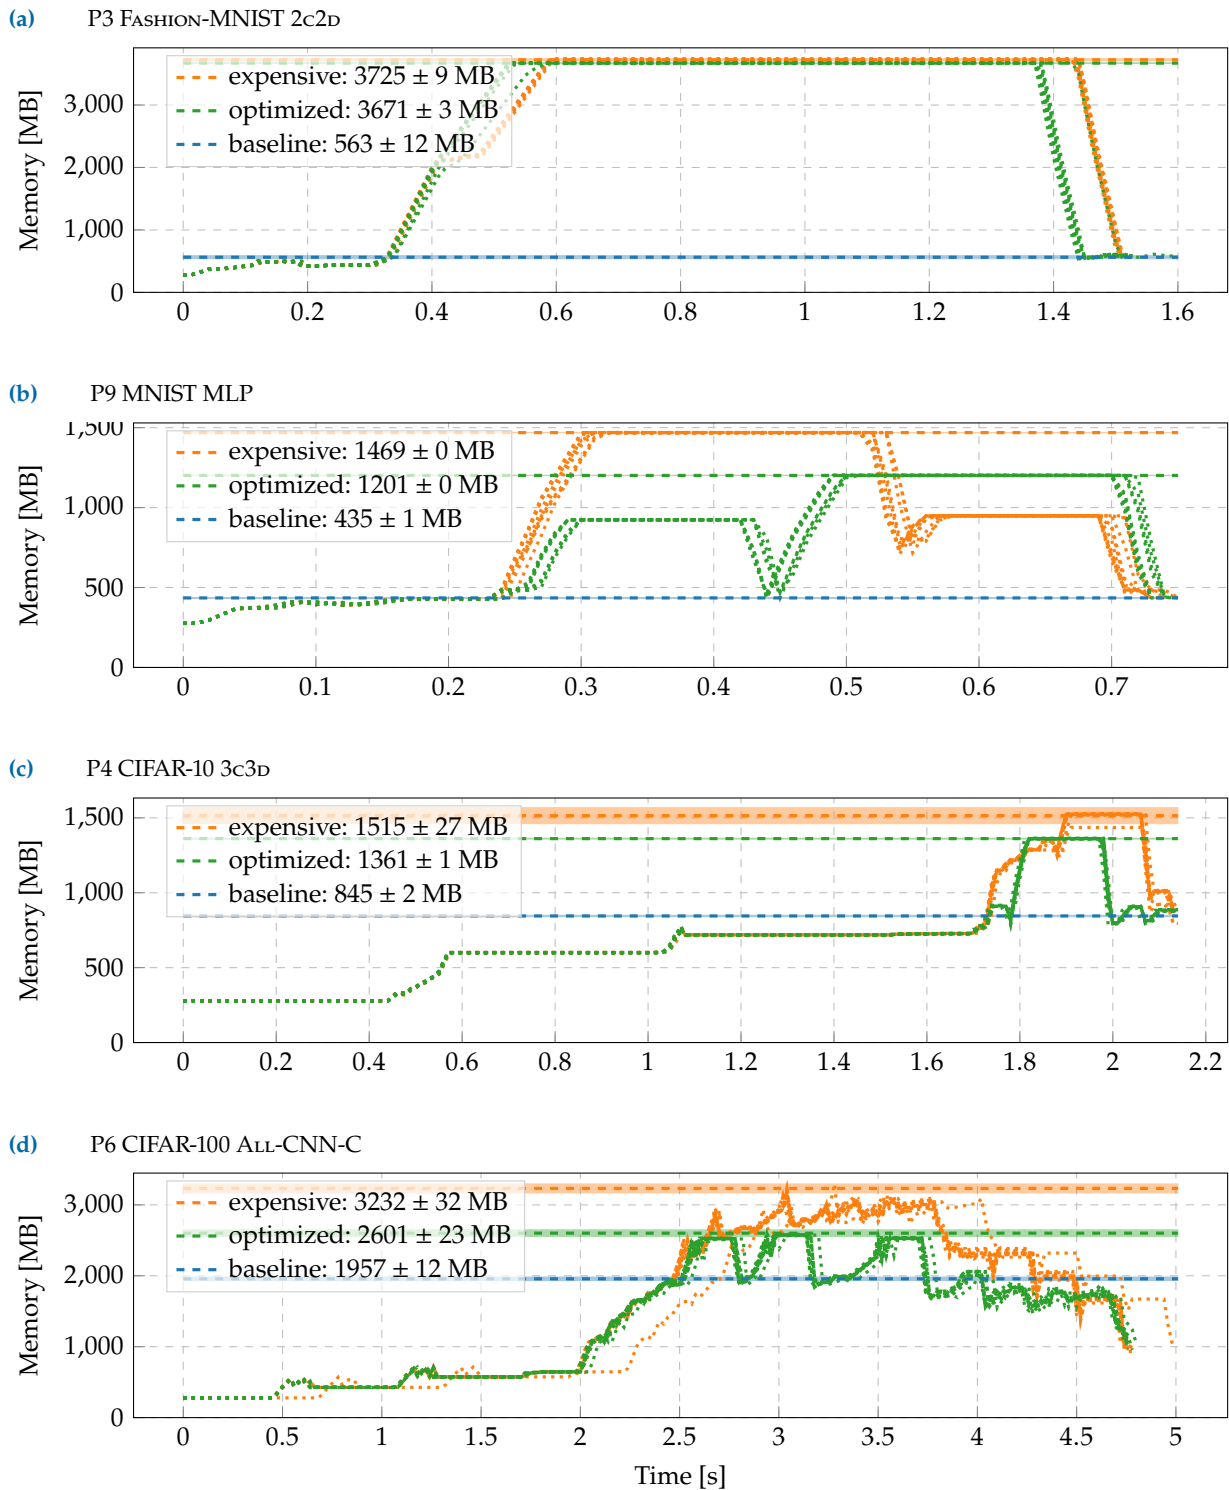 (a) P3 Fashion-MNIST 2c2d
expensive: 3725 ± 9 MB
optimized: 3671 ± 3 MB
baseline: 563 ± 12 MB
Memory [MB]
3,000
2,000
1,000
0
0 0.2 0.4 0.6 0.8 1 1.2 1.4 1.6
(b) P9 MNIST MLP
expensive: 1469 ± 0 MB
optimized: 1201 ± 0 MB
baseline: 435 ± 1 MB
Memory [MB]
1,500
1,000
500
0
0 0.1 0.2 0.3 0.4 0.5 0.6 0.7
(c) P4 CIFAR-10 3c3d
expensive: 1515 ± 27 MB
optimized: 1361 ± 1 MB
baseline: 845 ± 2 MB
Memory [MB]
1,500
1,000
500
0
0 0.2 0.4 0.6 0.8 1 1.2 1.4 1.6 1.8 2 2.2
(d) P6 CIFAR-100 All-CNN-C
expensive: 3232 ± 32 MB
optimized: 2601 ± 23 MB
baseline: 1957 ± 12 MB
Memory [MB]
3,000
2,000
1,000
0
0 0.5 1 1.5 2 2.5 3 3.5 4 4.5 5
Time [s]